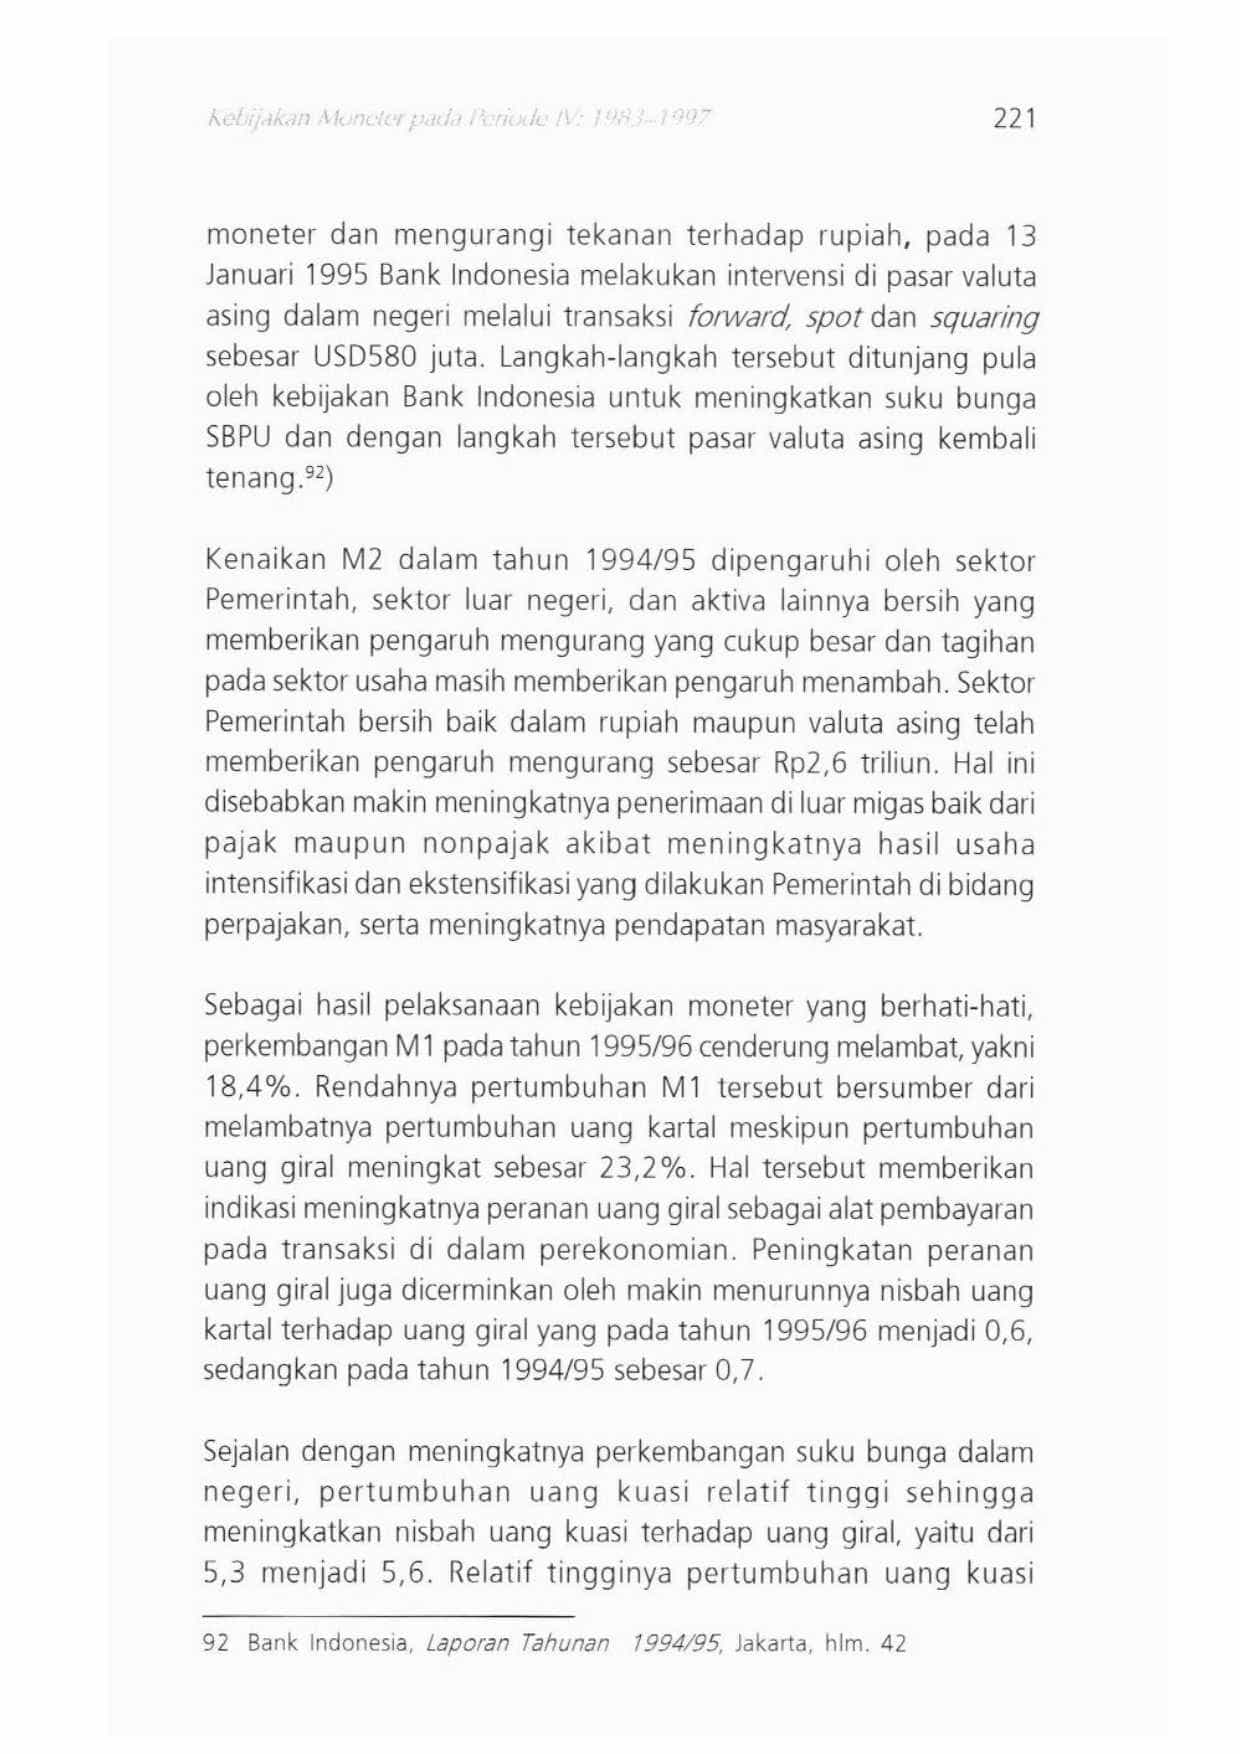 Kebijakan Moneter pada Periode IV: 1983–1997 221
moneter dan mengurangi tekanan terhadap rupiah, pada 13
Januari 1995 Bank Indonesia melakukan intervensi di pasar valuta
asing dalam negeri melalui transaksi forward, spot dan squaring
sebesar USD580 juta. Langkah-langkah tersebut ditunjang pula
oleh kebijakan Bank Indonesia untuk meningkatkan suku bunga
SBPU dan dengan langkah tersebut pasar valuta asing kembali
tenang.⁹²)
Kenaikan M2 dalam tahun 1994/95 dipengaruhi oleh sektor
Pemerintah, sektor luar negeri, dan aktiva lainnya bersih yang
memberikan pengaruh mengurang yang cukup besar dan tagihan
pada sektor usaha masih memberikan pengaruh menambah. Sektor
Pemerintah bersih baik dalam rupiah maupun valuta asing telah
memberikan pengaruh mengurang sebesar Rp2,6 triliun. Hal ini
disebabkan makin meningkatnya penerimaan di luar migas baik dari
pajak maupun nonpajak akibat meningkatnya hasil usaha
intensifikasi dan ekstensifikasi yang dilakukan Pemerintah di bidang
perpajakan, serta meningkatnya pendapatan masyarakat.
Sebagai hasil pelaksanaan kebijakan moneter yang berhati-hati,
perkembangan M1 pada tahun 1995/96 cenderung melambat, yakni
18,4%. Rendahnya pertumbuhan M1 tersebut bersumber dari
melambatnya pertumbuhan uang kartal meskipun pertumbuhan
uang giral meningkat sebesar 23,2%. Hal tersebut memberikan
indikasi meningkatnya peranan uang giral sebagai alat pembayaran
pada transaksi di dalam perekonomian. Peningkatan peranan
uang giral juga dicerminkan oleh makin menurunnya nisbah uang
kartal terhadap uang giral yang pada tahun 1995/96 menjadi 0,6,
sedangkan pada tahun 1994/95 sebesar 0,7.
Sejalan dengan meningkatnya perkembangan suku bunga dalam
negeri, pertumbuhan uang kuasi relatif tinggi sehingga
meningkatkan nisbah uang kuasi terhadap uang giral, yaitu dari
5,3 menjadi 5,6. Relatif tingginya pertumbuhan uang kuasi
92 Bank Indonesia, Laporan Tahunan 1994/95, Jakarta, hlm. 42